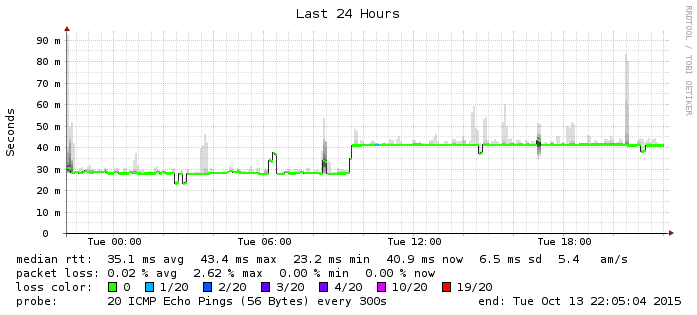 Last 24 Hours
RRDTOOL / TOBI OETIKER
Seconds
90 m
80 m
70 m
60 m
50 m
40 m
30 m
20 m
10 m
0
Tue 00:00 Tue 06:00 Tue 12:00 Tue 18:00
median rtt: 35.1 ms avg 43.4 ms max 23.2 ms min 40.9 ms now 6.5 ms sd 5.4 am/s
packet loss: 0.02 % avg 2.62 % max 0.00 % min 0.00 % now
loss color: 0 1/20 2/20 3/20 4/20 10/20 19/20
probe: 20 ICMP Echo Pings (56 Bytes) every 300s end: Tue Oct 13 22:05:04 2015